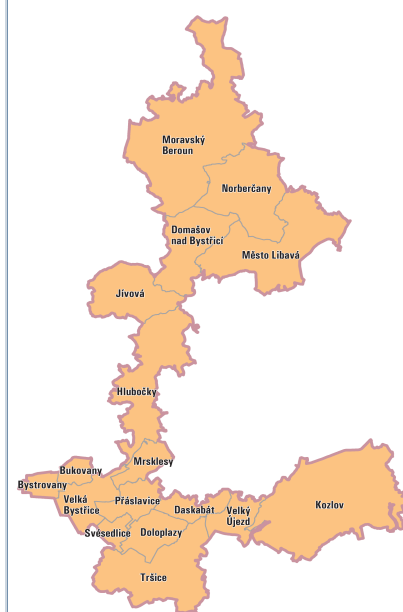 Moravský
Beroun
Norberčany
Domašov
nad Bystřicí
Město Libavá
Jívová
Hlubočky
Mrsklesy
Bukovany
Bystrovany
Velká
Bystřice
Přáslavice
Daskabát
Velký
Újezd
Kozlov
Svésedlice
Doloplazy
Tršice